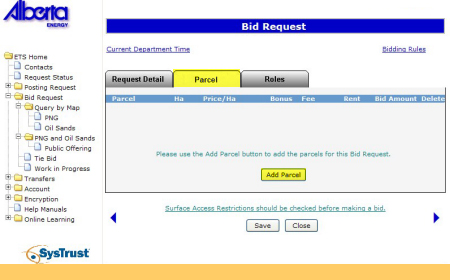 Alberta
ENERGY
Bid Request
Current Department Time
Bidding Rules
ETS Home
Contacts
Request Status
Posting Request
Bid Request
Query by Map
PNG
Oil Sands
PNG and Oil Sands
Public Offering
Tie Bid
Work in Progress
Transfers
Account
Encryption
Help Manuals
Online Learning
SysTrust
Request Detail Parcel Roles
Parcel Ha Price/Ha Bonus Fee Rent Bid Amount Delete
Please use the Add Parcel button to add the parcels for this Bid Request.
Add Parcel
Surface Access Restrictions should be checked before making a bid.
Save Close